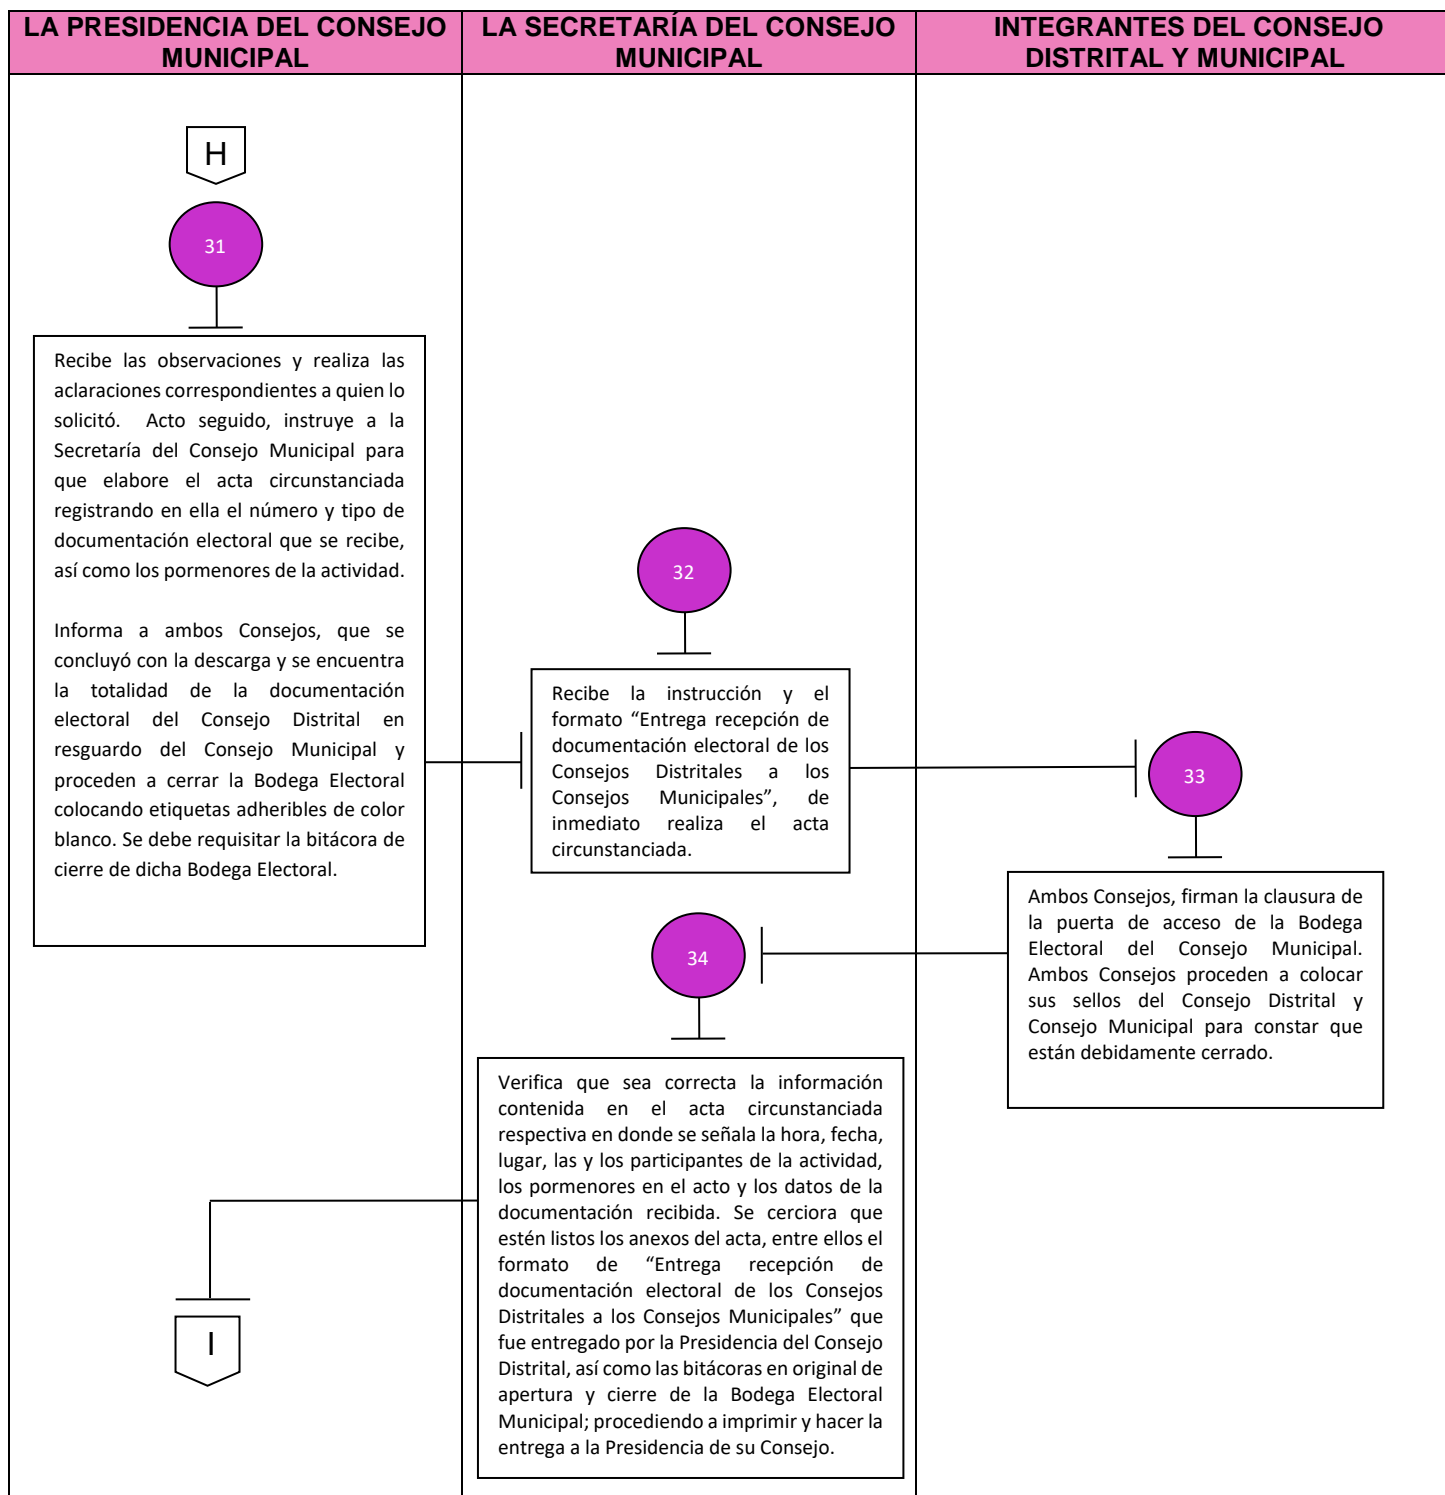 LA PRESIDENCIA DEL CONSEJO
MUNICIPAL
LA SECRETARÍA DEL CONSEJO
MUNICIPAL
INTEGRANTES DEL CONSEJO
DISTRITAL Y MUNICIPAL
H
31
Recibe las observaciones y realiza las
aclaraciones correspondientes a quien lo
solicitó. Acto seguido, instruye a la
Secretaría del Consejo Municipal para
que elabore el acta circunstanciada
registrando en ella el número y tipo de
documentación electoral que se recibe,
así como los pormenores de la actividad.
Informa a ambos Consejos, que se
concluyó con la descarga y se encuentra
la totalidad de la documentación
electoral del Consejo Distrital en
resguardo del Consejo Municipal y
proceden a cerrar la Bodega Electoral
colocando etiquetas adheribles de color
blanco. Se debe requisitar la bitácora de
cierre de dicha Bodega Electoral.
32
Recibe la instrucción y el
formato “Entrega recepción de
documentación electoral de los
Consejos Distritales a los
Consejos Municipales”, de
inmediato realiza el acta
circunstanciada.
33
Ambos Consejos, firman la clausura de
la puerta de acceso de la Bodega
Electoral del Consejo Municipal.
Ambos Consejos proceden a colocar
sus sellos del Consejo Distrital y
Consejo Municipal para constar que
están debidamente cerrado.
34
Verifica que sea correcta la información
contenida en el acta circunstanciada
respectiva en donde se señala la hora, fecha,
lugar, las y los participantes de la actividad,
los pormenores en el acto y los datos de la
documentación recibida. Se cerciora que
estén listos los anexos del acta, entre ellos el
formato de “Entrega recepción de
documentación electoral de los Consejos
Distritales a los Consejos Municipales” que
fue entregado por la Presidencia del Consejo
Distrital, así como las bitácoras en original de
apertura y cierre de la Bodega Electoral
Municipal; procediendo a imprimir y hacer la
entrega a la Presidencia de su Consejo.
I